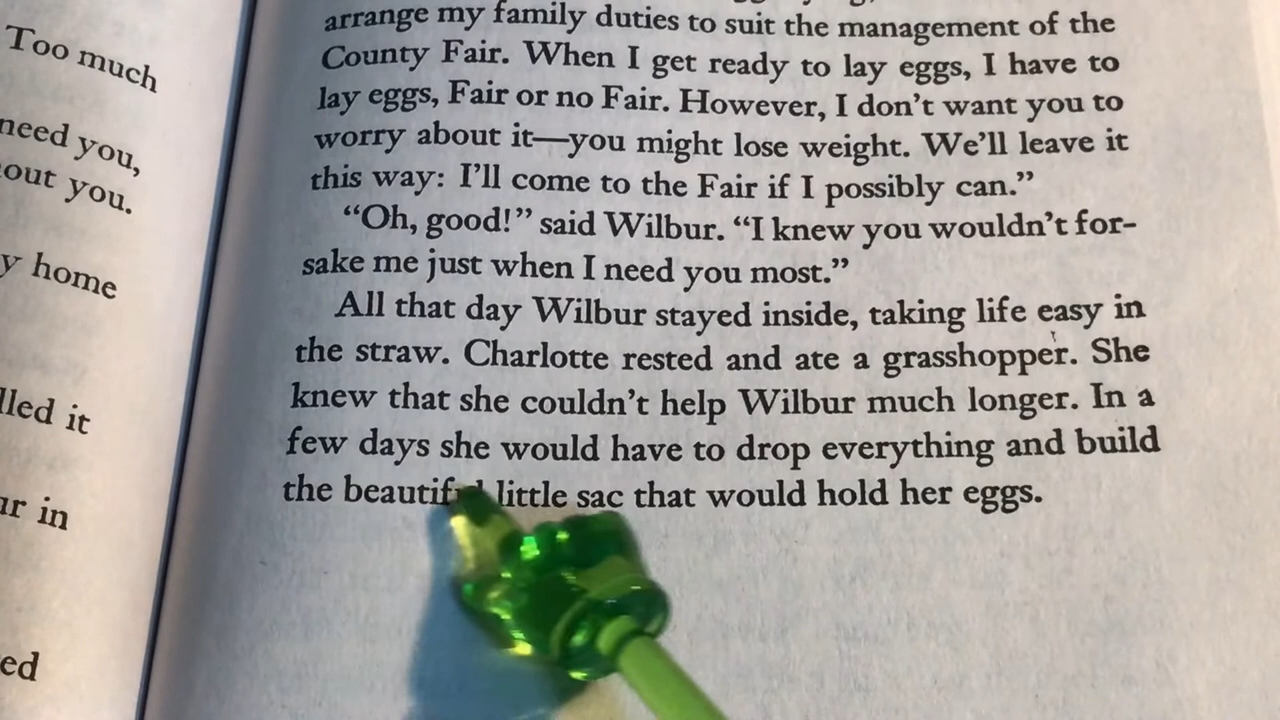 Too much
need you,
out you.
y home
lled it
ur in
ed
arrange my family duties to suit the management of the
County Fair. When I get ready to lay eggs, I have to
lay eggs, Fair or no Fair. However, I don't want you to
worry about it—you might lose weight. We'll leave it
this way: I'll come to the Fair if I possibly can."
"Oh, good!" said Wilbur. "I knew you wouldn't for-
sake me just when I need you most."
All that day Wilbur stayed inside, taking life easy in
the straw. Charlotte rested and ate a grasshopper. She
knew that she couldn't help Wilbur much longer. In a
few days she would have to drop everything and build
the beautiful little sac that would hold her eggs.